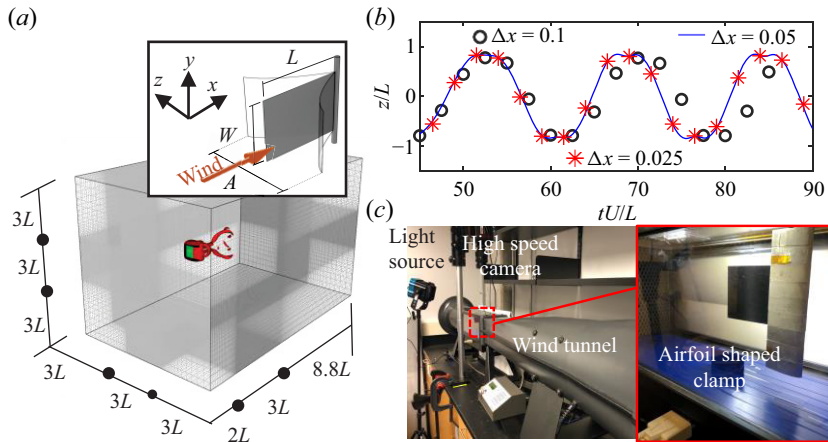 (a)
y
z
x
L
W
Wind
A
3L
3L
3L
3L
3L
3L
2L
3L
8.8L
(b)
Δx = 0.1
Δx = 0.05
Δx = 0.025
z/L
1
0
−1
50
60
70
80
90
tU/L
(c)
Light source
High speed camera
Wind tunnel
Airfoil shaped clamp